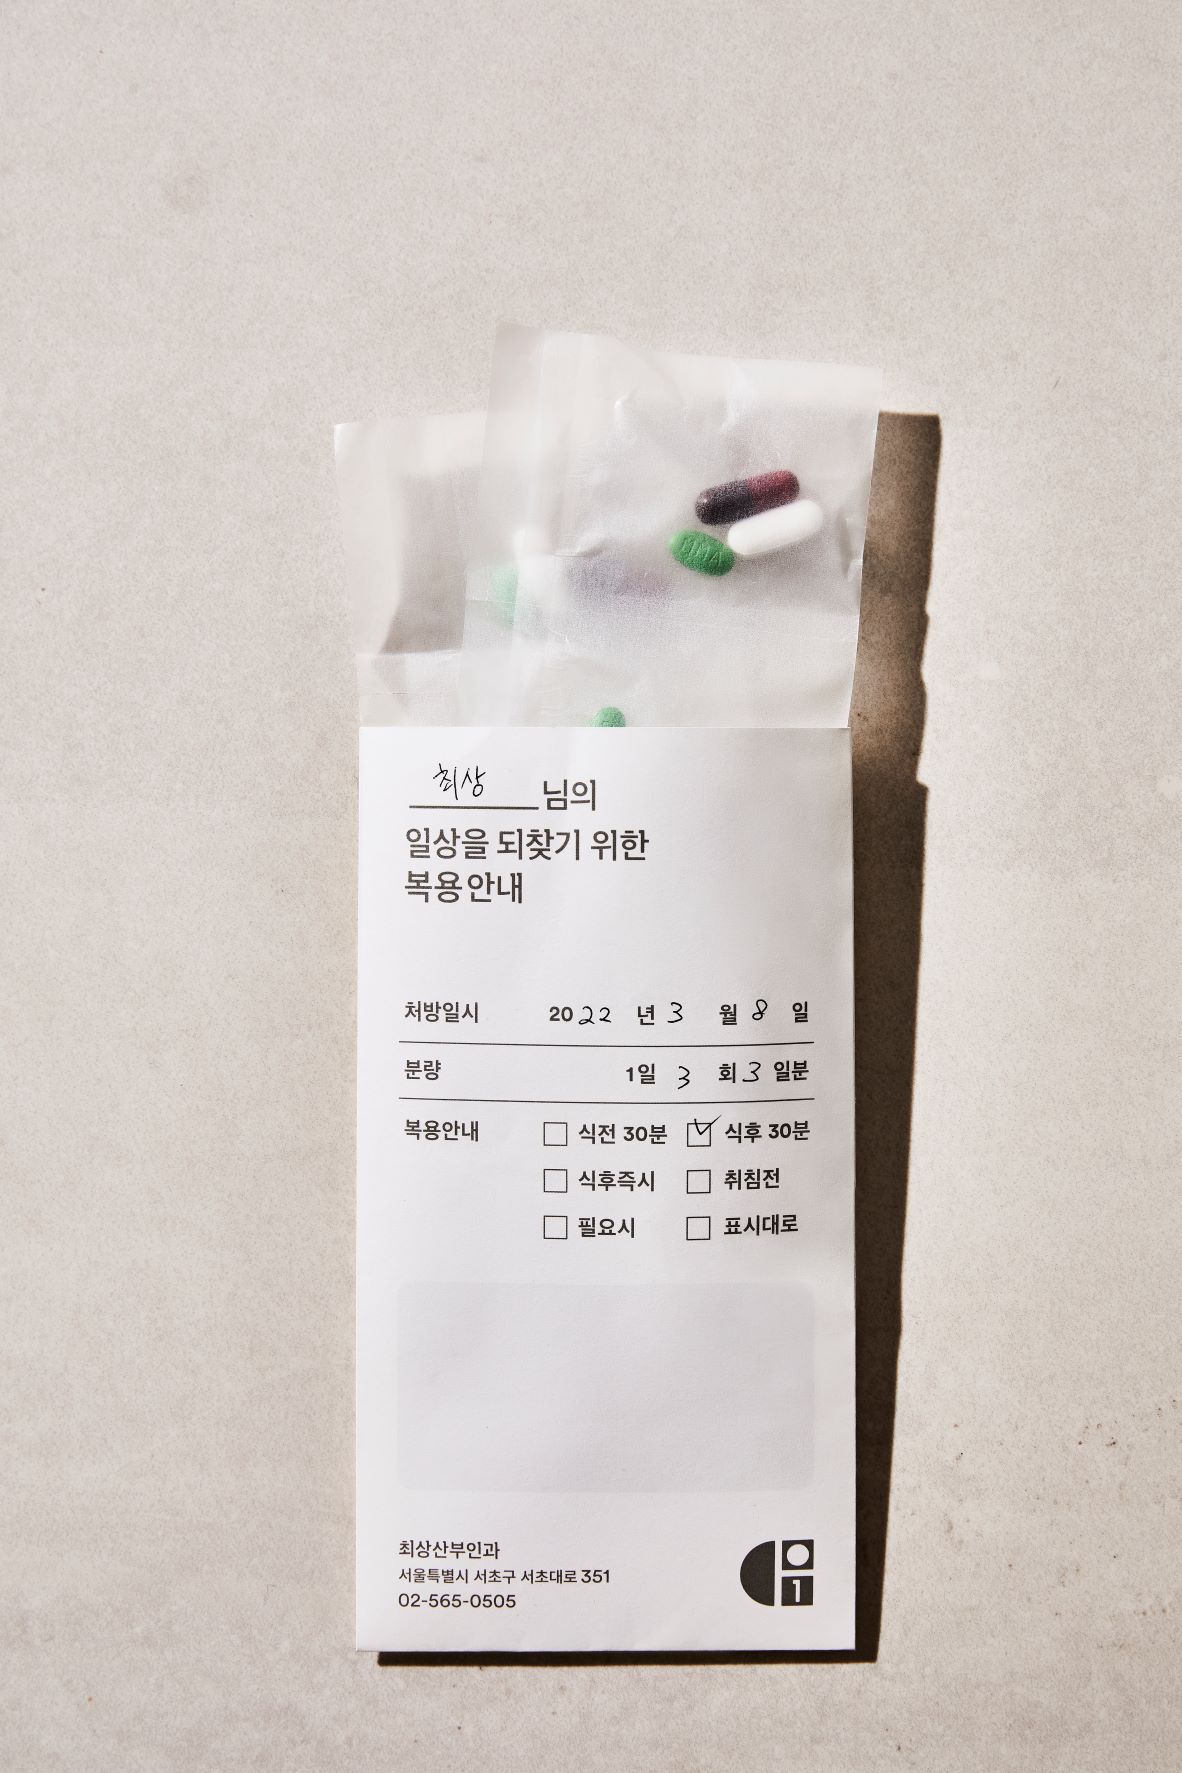 최상 님의
일상을 되찾기 위한
복용안내
처방일시 2022 년 3 월 8 일
분량 1일 3 회 3 일분
복용안내 식전 30분 식후 30분
식후즉시 취침전
필요시 표시대로
최상산부인과
서울특별시 서초구 서초대로 351
02-565-0505
1